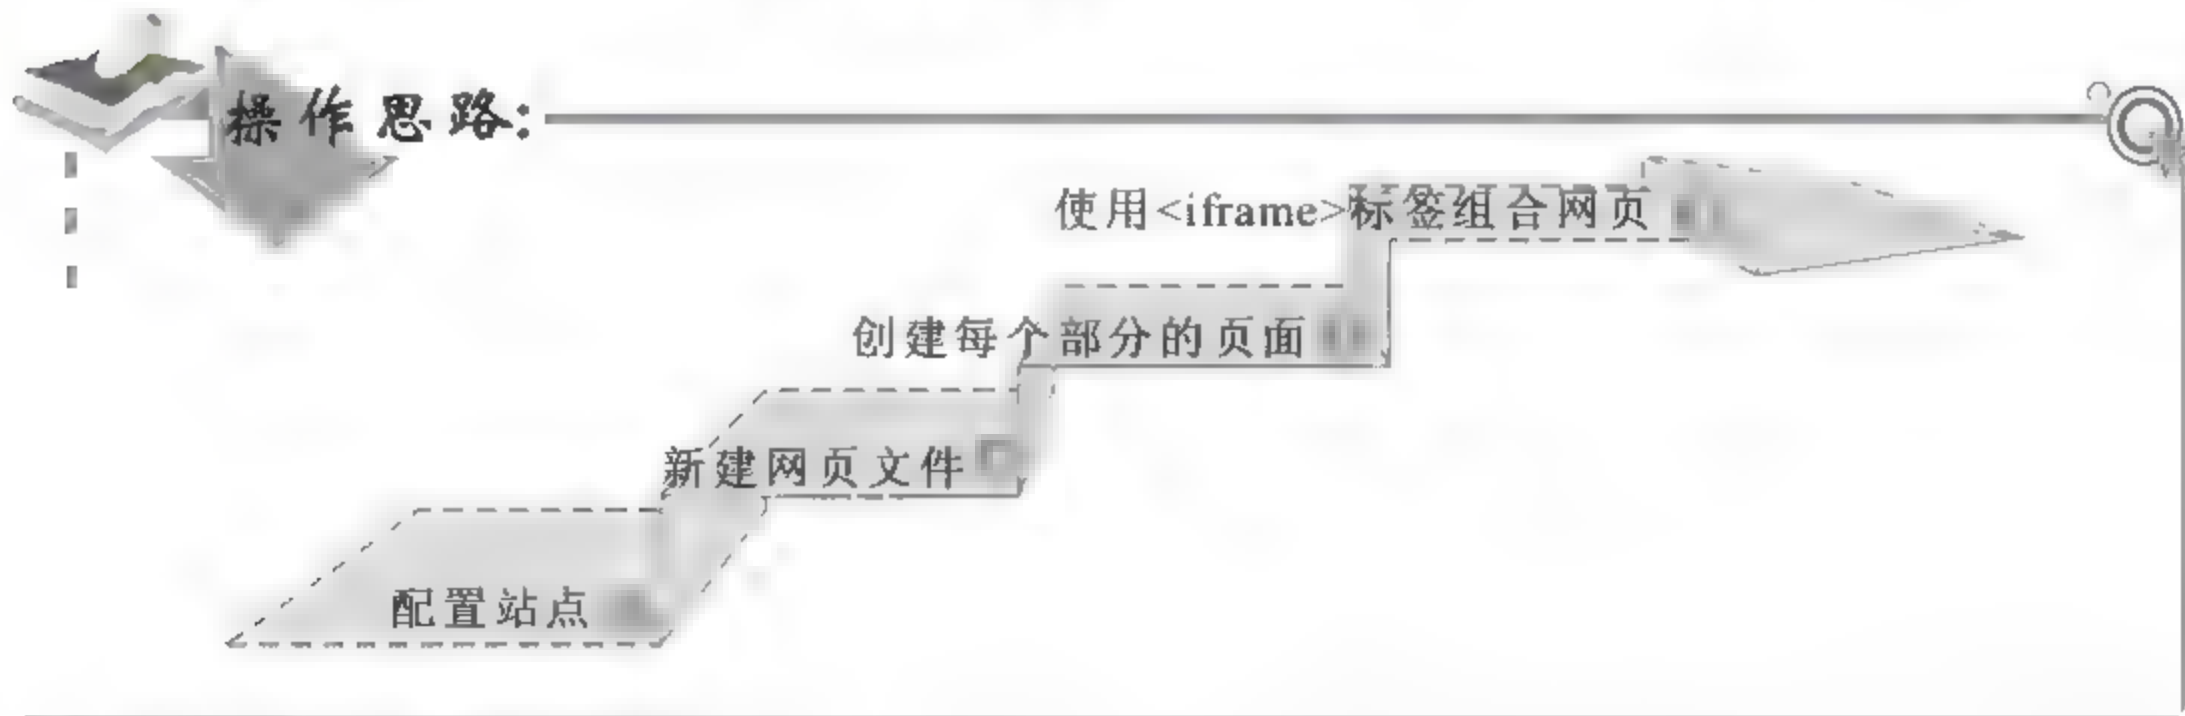 操作思路:
使用<iframe>标签组合网页
创建每个部分的页面
新建网页文件
配置站点